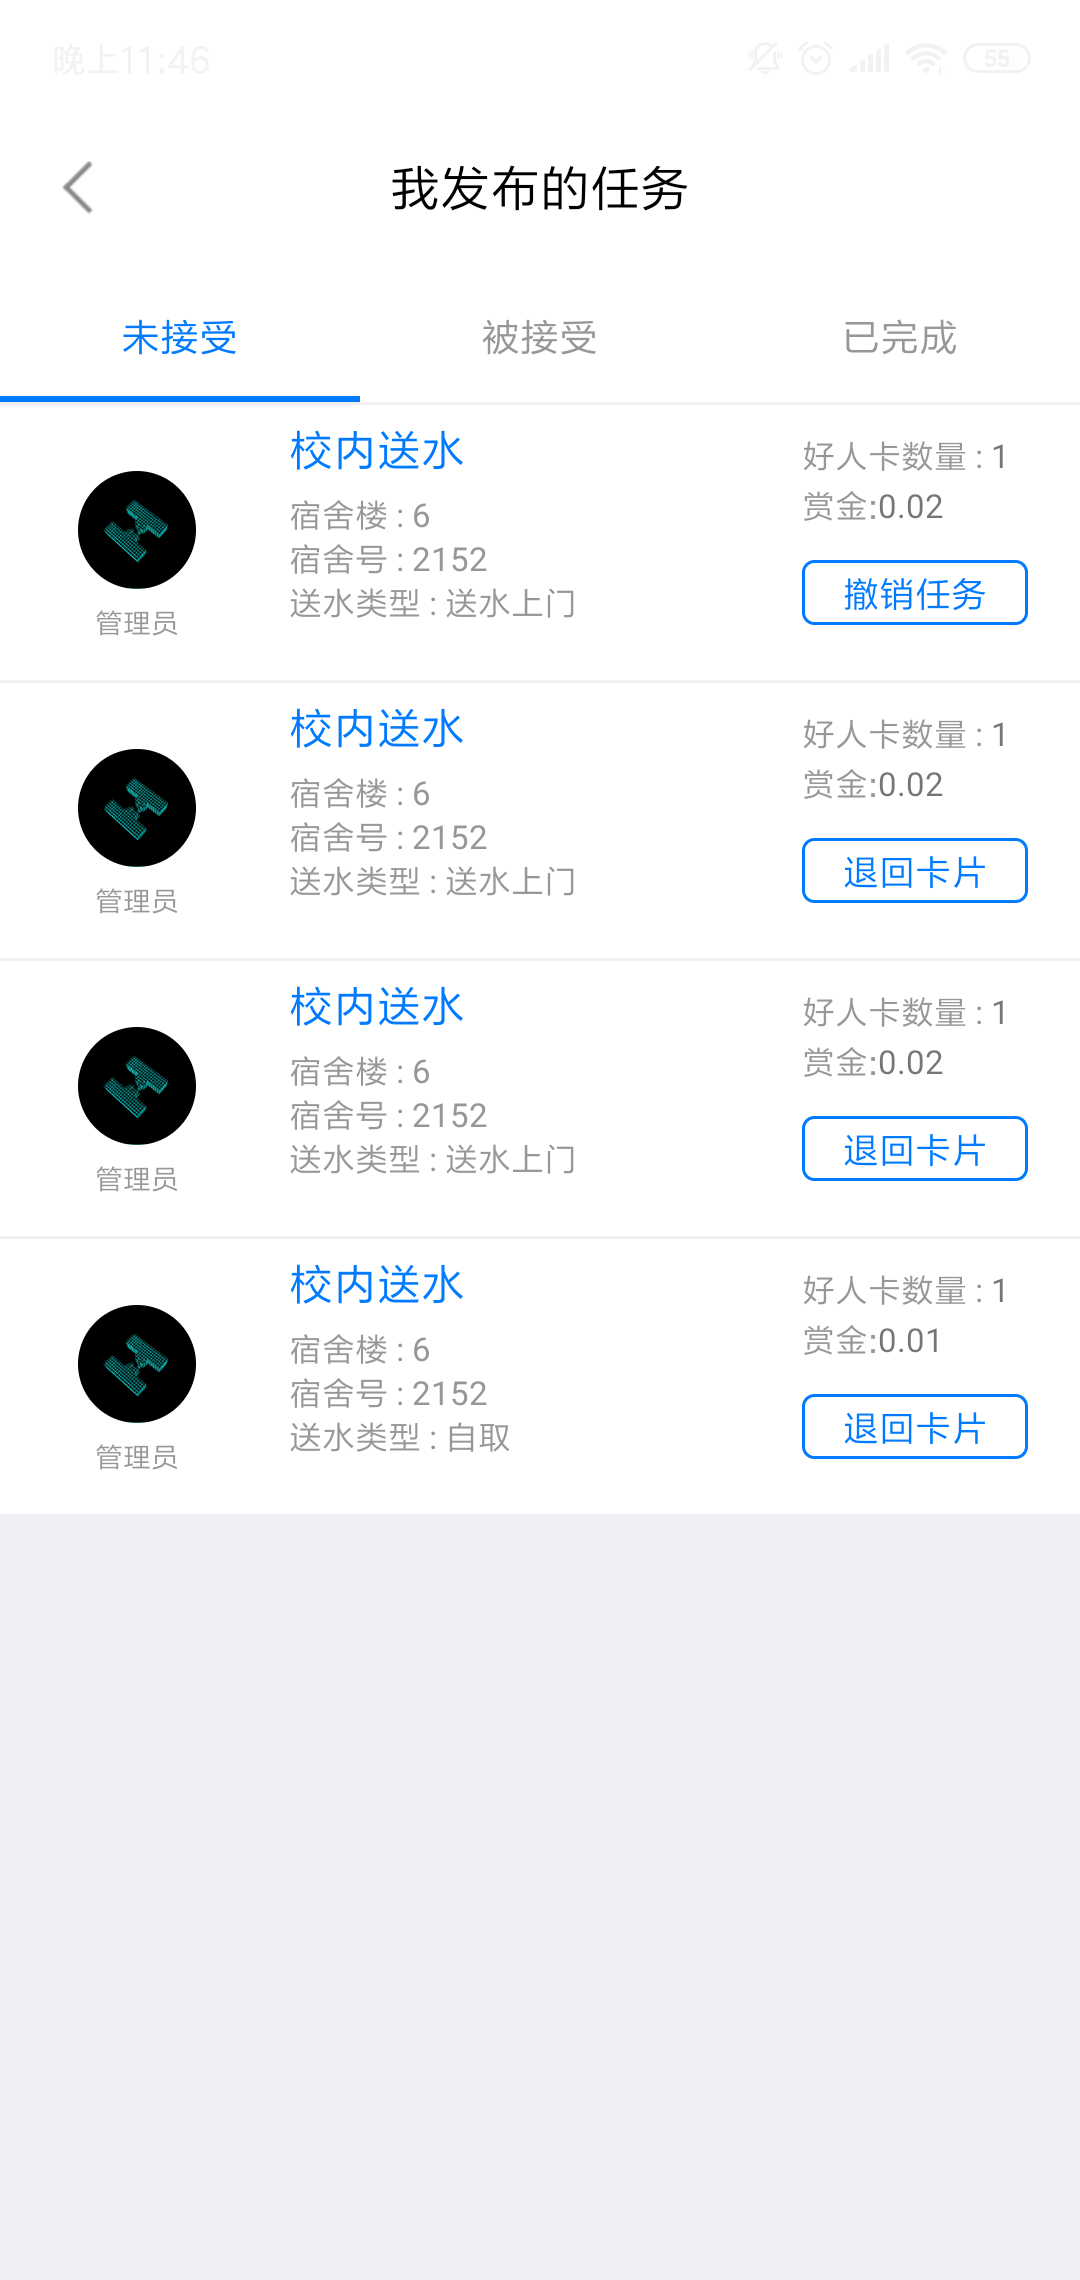 晚上11:46
55
我发布的任务
未接受 被接受 已完成
校内送水
宿舍楼 : 6
宿舍号 : 2152
送水类型 : 送水上门
管理员
好人卡数量 : 1
赏金:0.02
撤销任务
校内送水
宿舍楼 : 6
宿舍号 : 2152
送水类型 : 送水上门
管理员
好人卡数量 : 1
赏金:0.02
退回卡片
校内送水
宿舍楼 : 6
宿舍号 : 2152
送水类型 : 送水上门
管理员
好人卡数量 : 1
赏金:0.02
退回卡片
校内送水
宿舍楼 : 6
宿舍号 : 2152
送水类型 : 自取
管理员
好人卡数量 : 1
赏金:0.01
退回卡片